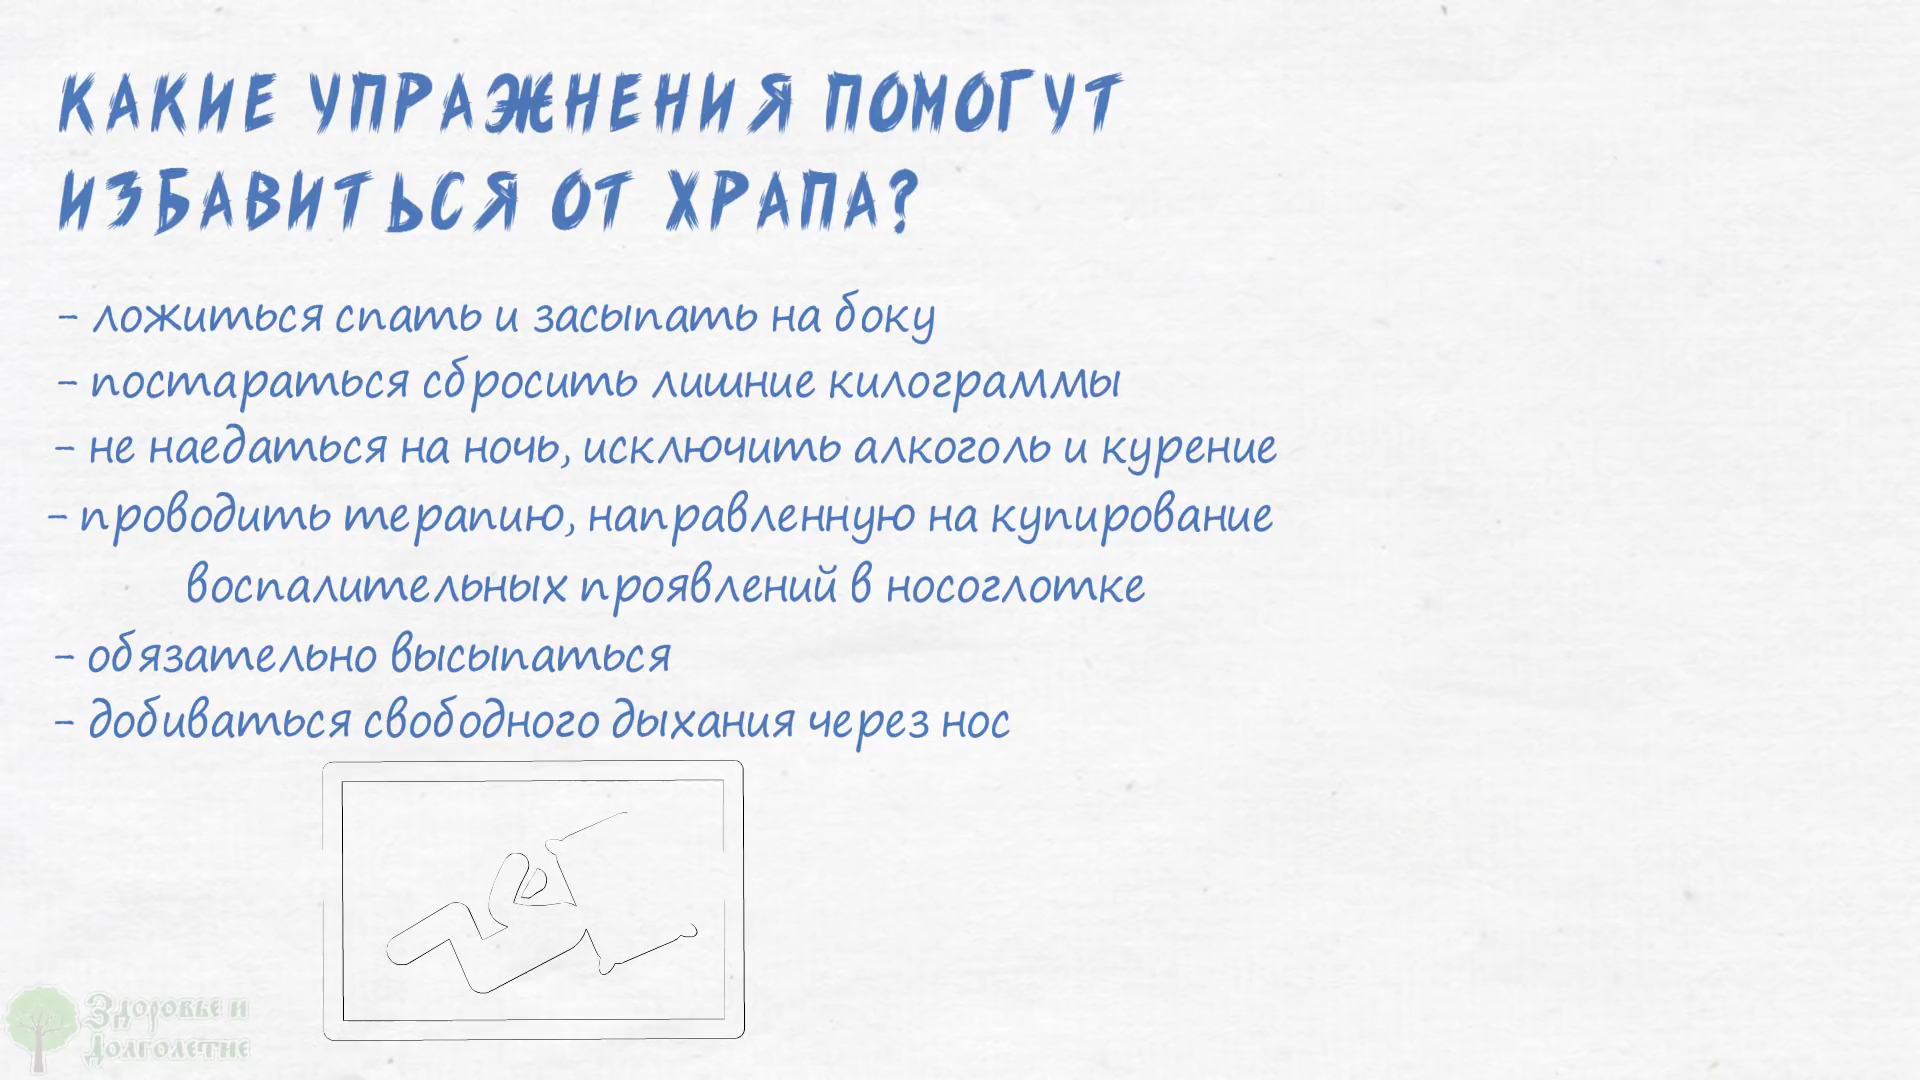 КАКИЕ УПРАЖНЕНИЯ ПОМОГУТ
ИЗБАВИТЬСЯ ОТ ХРАПА?
- ложиться спать и засыпать на боку
- постараться сбросить лишние килограммы
- не наедаться на ночь, исключить алкоголь и курение
- проводить терапию, направленную на купирование
воспалительных проявлений в носоглотке
- обязательно высыпаться
- добиваться свободного дыхания через нос
Здоровье и
Долголетие